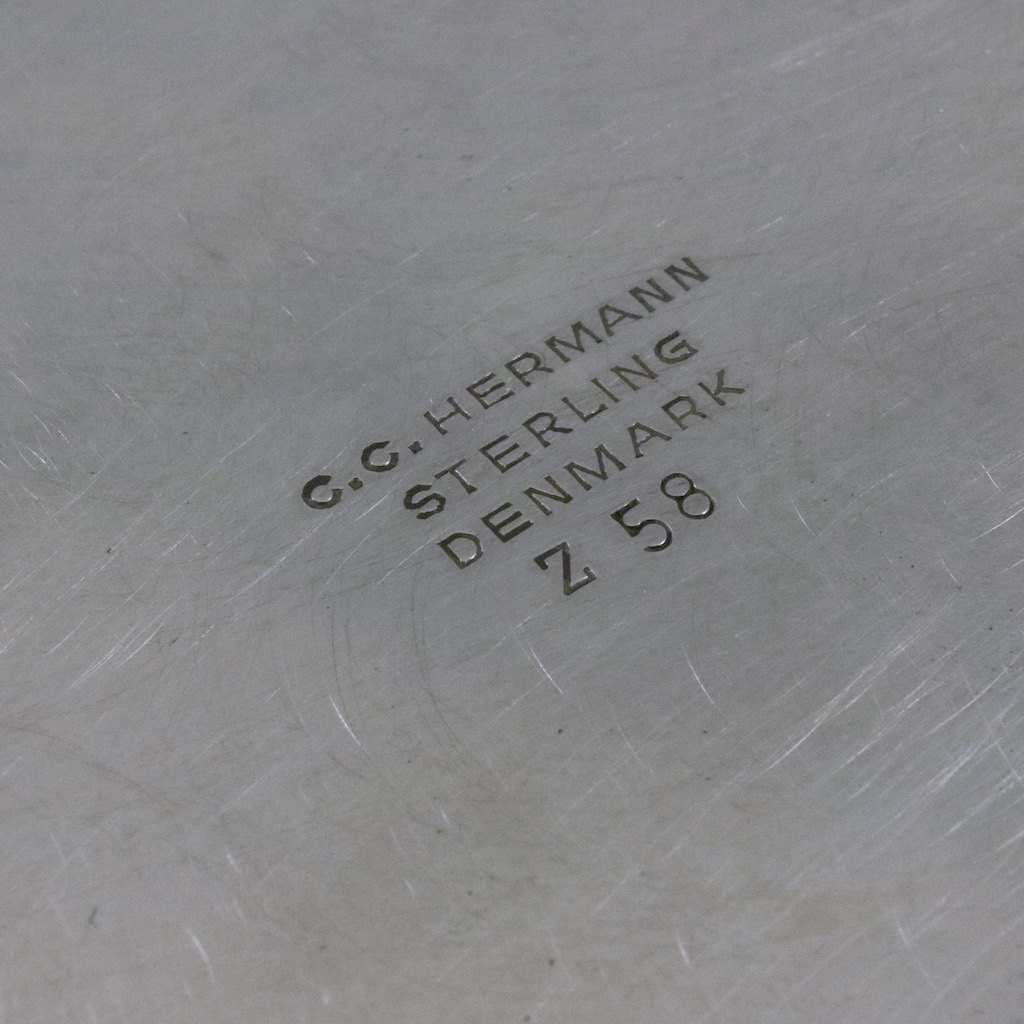 C.C. HERMANN
STERLING
DENMARK
Z 58